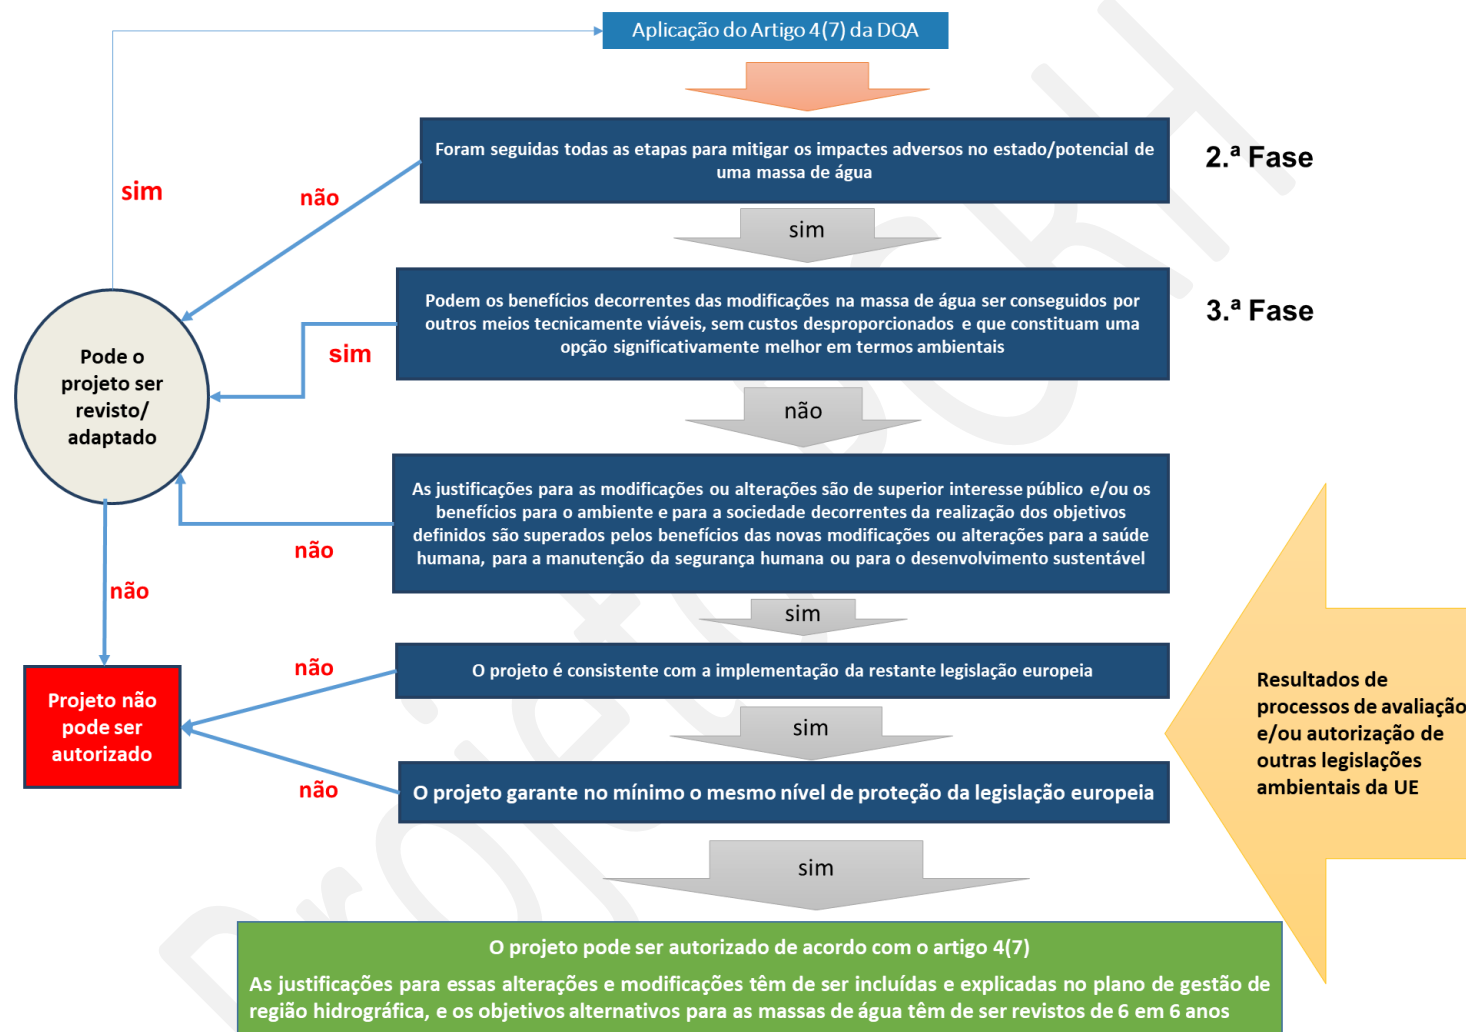 Aplicação do Artigo 4(7) da DQA
Foram seguidas todas as etapas para mitigar os impactes adversos no estado/potencial de
uma massa de água
2.ª Fase
sim
não
sim
Podem os benefícios decorrentes das modificações na massa de água ser conseguidos por
outros meios tecnicamente viáveis, sem custos desproporcionados e que constituam uma
opção significativamente melhor em termos ambientais
3.ª Fase
sim
Pode o
projeto ser
revisto/
adaptado
não
As justificações para as modificações ou alterações são de superior interesse público e/ou os
benefícios para o ambiente e para a sociedade decorrentes da realização dos objetivos
definidos são superados pelos benefícios das novas modificações ou alterações para a saúde
humana, para a manutenção da segurança humana ou para o desenvolvimento sustentável
não
não
sim
O projeto é consistente com a implementação da restante legislação europeia
não
Projeto não
pode ser
autorizado
sim
Resultados de
processos de avaliação
e/ou autorização de
outras legislações
ambientais da UE
não
O projeto garante no mínimo o mesmo nível de proteção da legislação europeia
sim
O projeto pode ser autorizado de acordo com o artigo 4(7)
As justificações para essas alterações e modificações têm de ser incluídas e explicadas no plano de gestão de
região hidrográfica, e os objetivos alternativos para as massas de água têm de ser revistos de 6 em 6 anos
Projeto PGRH